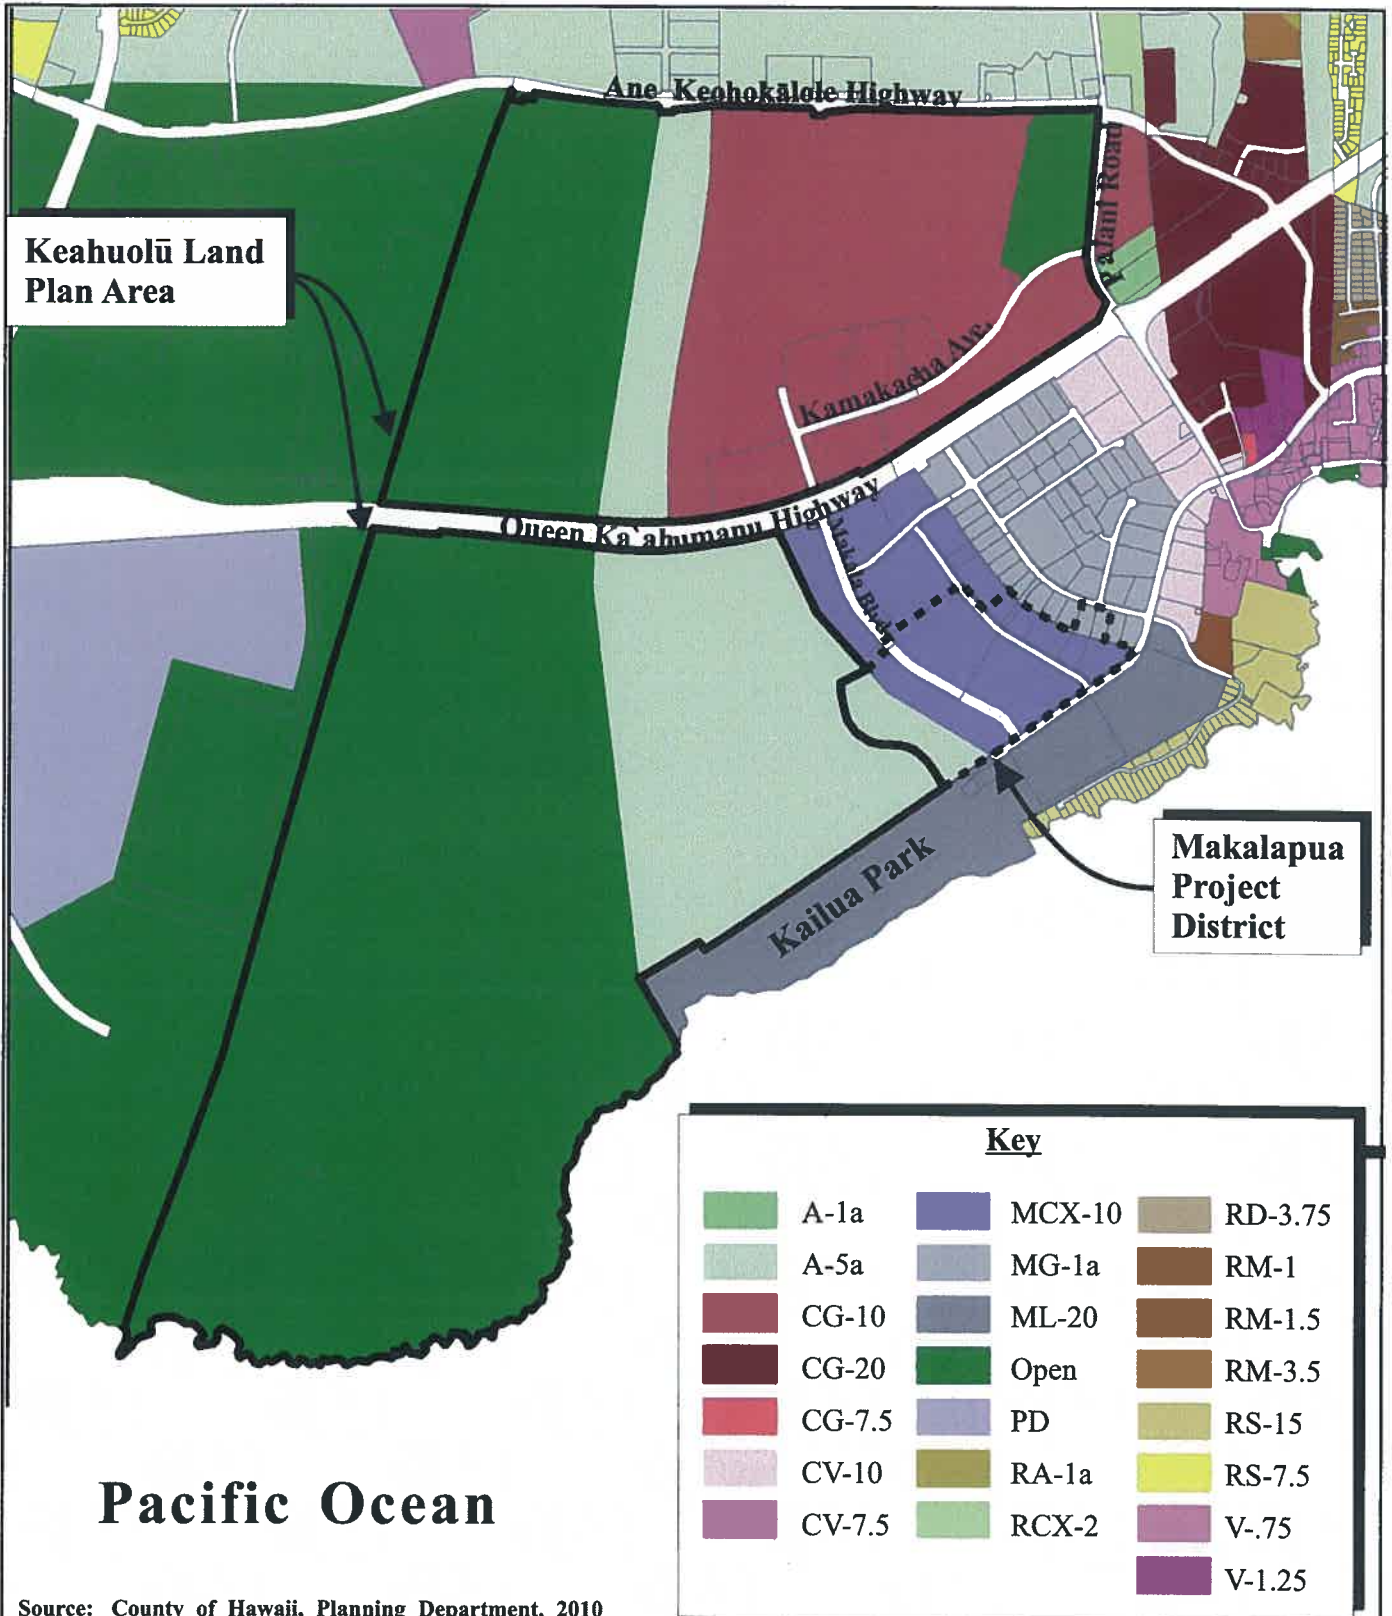 Ane Keohokālole Highway
Palani Road
Keahuolū Land
Plan Area
Kamakaeha Ave.
Queen Ka`ahumanu Highway
Makala Blvd.
Kailua Park
Makalapua
Project
District
Key
A-1a
A-5a
CG-10
CG-20
CG-7.5
CV-10
CV-7.5
MCX-10
MG-1a
ML-20
Open
PD
RA-1a
RCX-2
RD-3.75
RM-1
RM-1.5
RM-3.5
RS-15
RS-7.5
V-.75
V-1.25
Pacific Ocean
Source: County of Hawaii, Planning Department, 2010